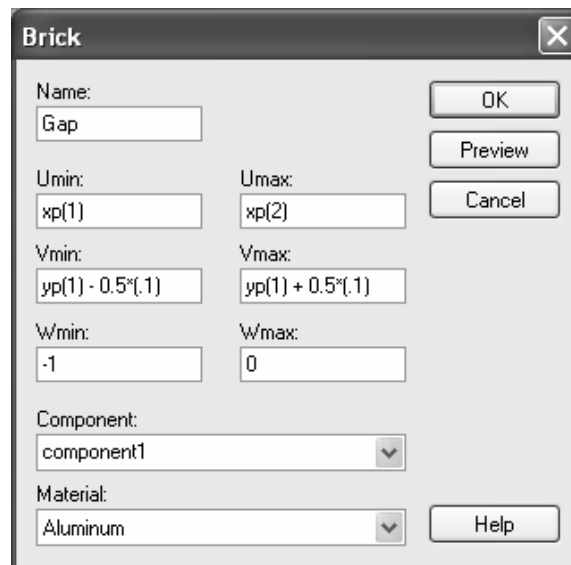 Brick
Name:
OK
Gap
Preview
Umin:
Umax:
Cancel
xp(1)
xp(2)
Vmin:
Vmax:
yp(1) - 0.5*(.1)
yp(1) + 0.5*(.1)
Wmin:
Wmax:
-1
0
Component:
component1
Material:
Aluminum
Help